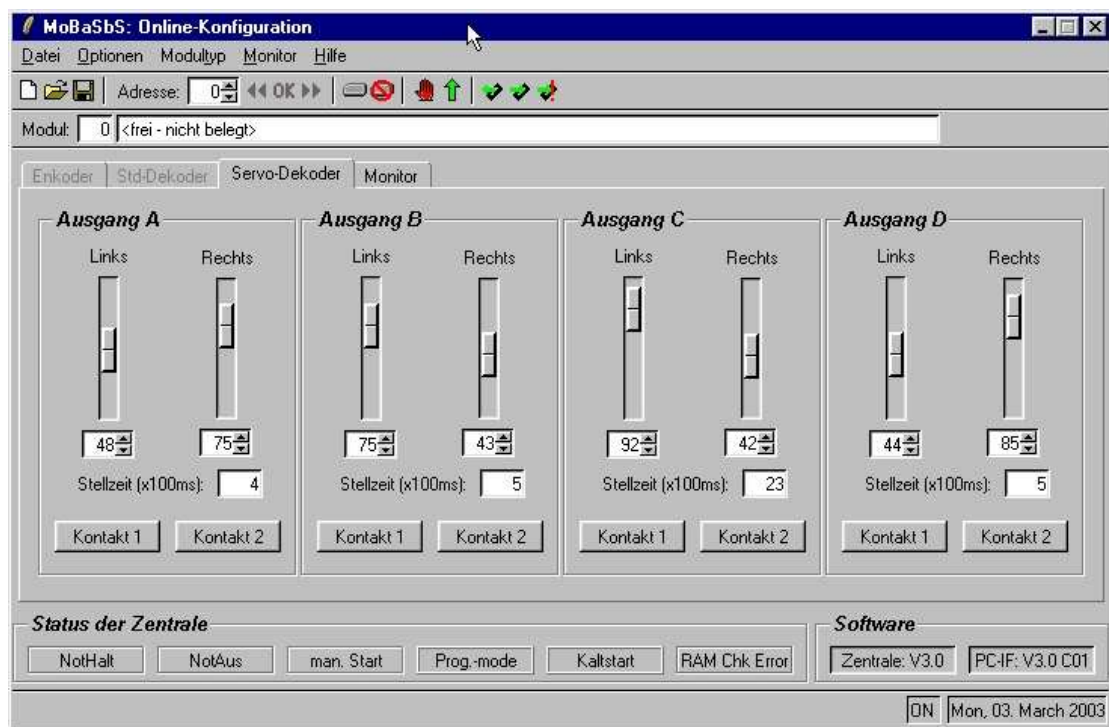 MoBaSbS: Online-Konfiguration
Datei Optionen Modultyp Monitor Hilfe
Adresse: 0 OK
Modul: 0 <frei - nicht belegt>
Enkoder Std-Dekoder Servo-Dekoder Monitor
Ausgang A Ausgang B Ausgang C Ausgang D
Links Rechts Links Rechts Links Rechts Links Rechts
48 75 75 43 92 42 44 85
Stellzeit (x100ms): 4 Stellzeit (x100ms): 5 Stellzeit (x100ms): 23 Stellzeit (x100ms): 5
Kontakt 1 Kontakt 2 Kontakt 1 Kontakt 2 Kontakt 1 Kontakt 2 Kontakt 1 Kontakt 2
Status der Zentrale Software
NotHalt NotAus man. Start Prog.-mode Kaltstart RAM Chk Error Zentrale: V3.0 PC-IF: V3.0 C01
ON Mon, 03. March 2003